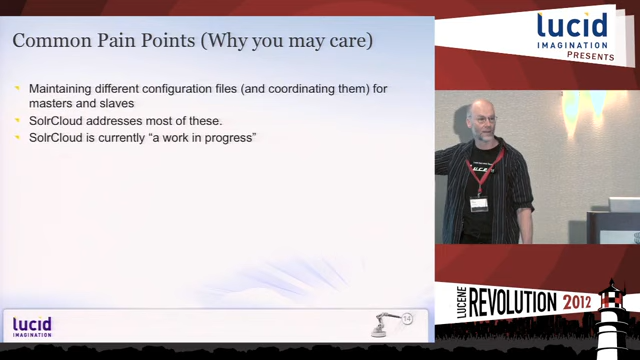 Common Pain Points (Why you may care)
Maintaining different configuration files (and coordinating them) for
masters and slaves
SolrCloud addresses most of these.
SolrCloud is currently “a work in progress”
lucid
IMAGINATION
14
lucid
IMAGINATION
PRESENTS
LUCENE
REVOLUTION 2012